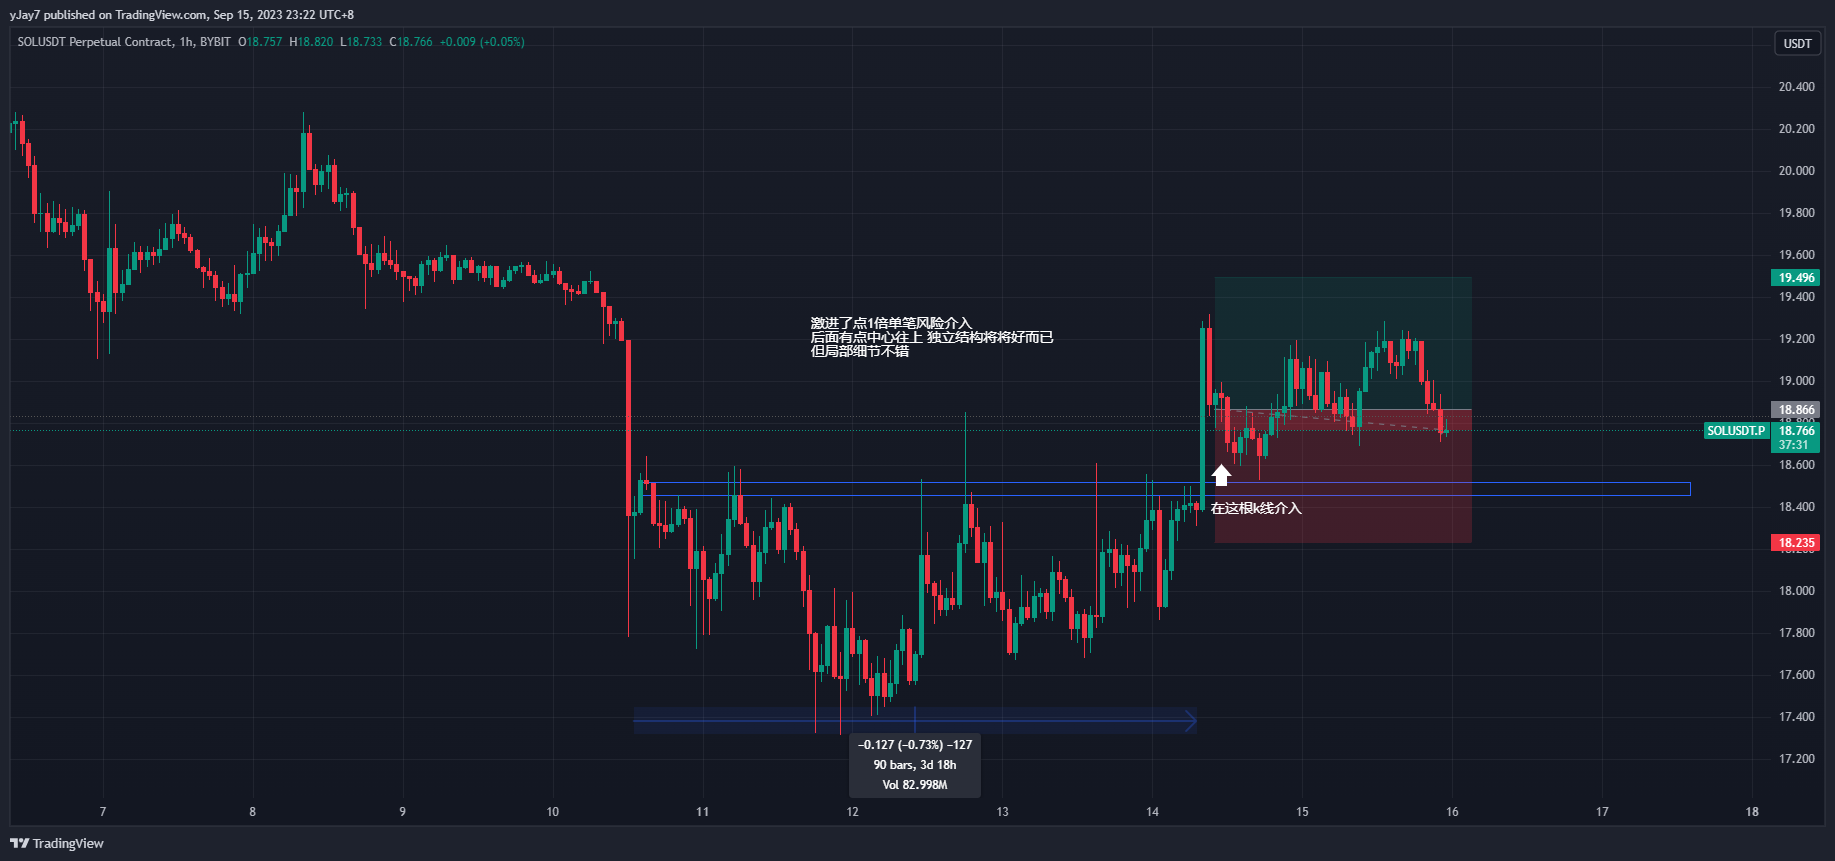 yJay7 published on TradingView.com, Sep 15, 2023 23:22 UTC+8
SOLUSDT Perpetual Contract, 1h, BYBIT O18.757 H18.820 L18.733 C18.766 +0.009 (+0.05%)
USDT
20.400
20.200
20.000
19.800
19.600
19.496
19.400
19.200
19.000
18.866
SOLUSDT.P 18.766
37:31
18.600
18.400
18.235
18.000
17.800
17.600
17.400
17.200
激进了点1倍单笔风险介入
后面有点中心往上 独立结构将将好而已
但局部细节不错
在这根k线介入
−0.127 (−0.73%) −127
90 bars, 3d 18h
Vol 82.998M
7 8 9 10 11 12 13 14 15 16 17 18
TradingView